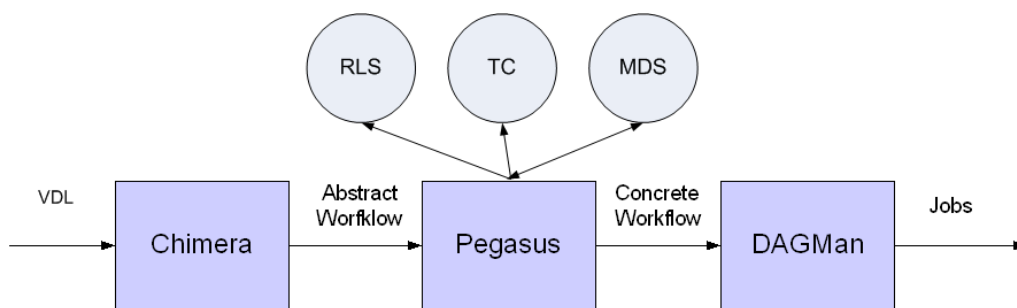 RLS
TC
MDS
VDL
Abstract
Worfklow
Concrete
Workflow
Jobs
Chimera
Pegasus
DAGMan